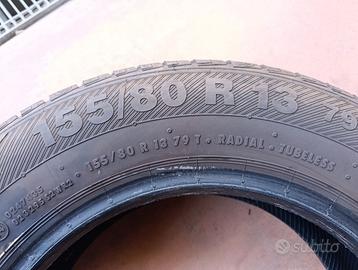 155/80 R 13 79
155/80 R 13 79 T • RADIAL • TUBELESS
subito